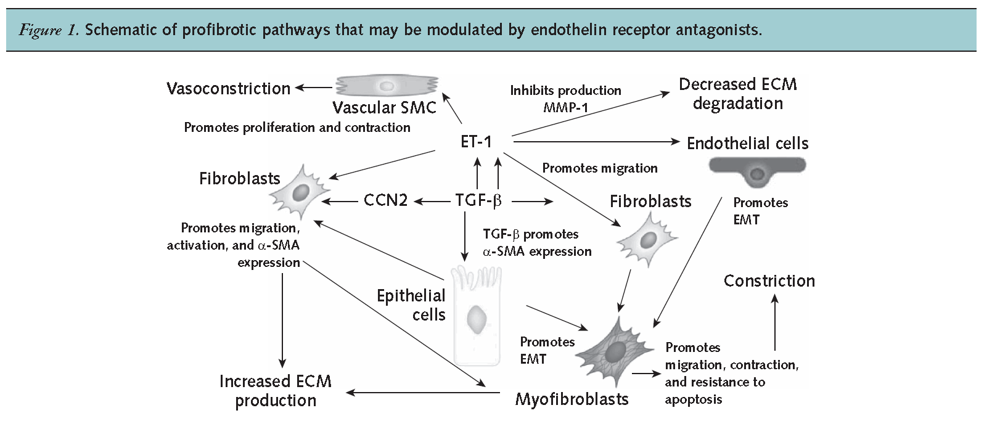 Figure 1. Schematic of profibrotic pathways that may be modulated by endothelin receptor antagonists.
Vasoconstriction
Vascular SMC
Promotes proliferation and contraction
Inhibits production
MMP-1
Decreased ECM
degradation
ET-1
Endothelial cells
Promotes migration
Fibroblasts
CCN2
TGF-β
Fibroblasts
Promotes
EMT
Promotes migration,
activation, and α-SMA
expression
TGF-β promotes
α-SMA expression
Epithelial
cells
Constriction
Promotes
EMT
Promotes
migration, contraction,
and resistance to
apoptosis
Increased ECM
production
Myofibroblasts